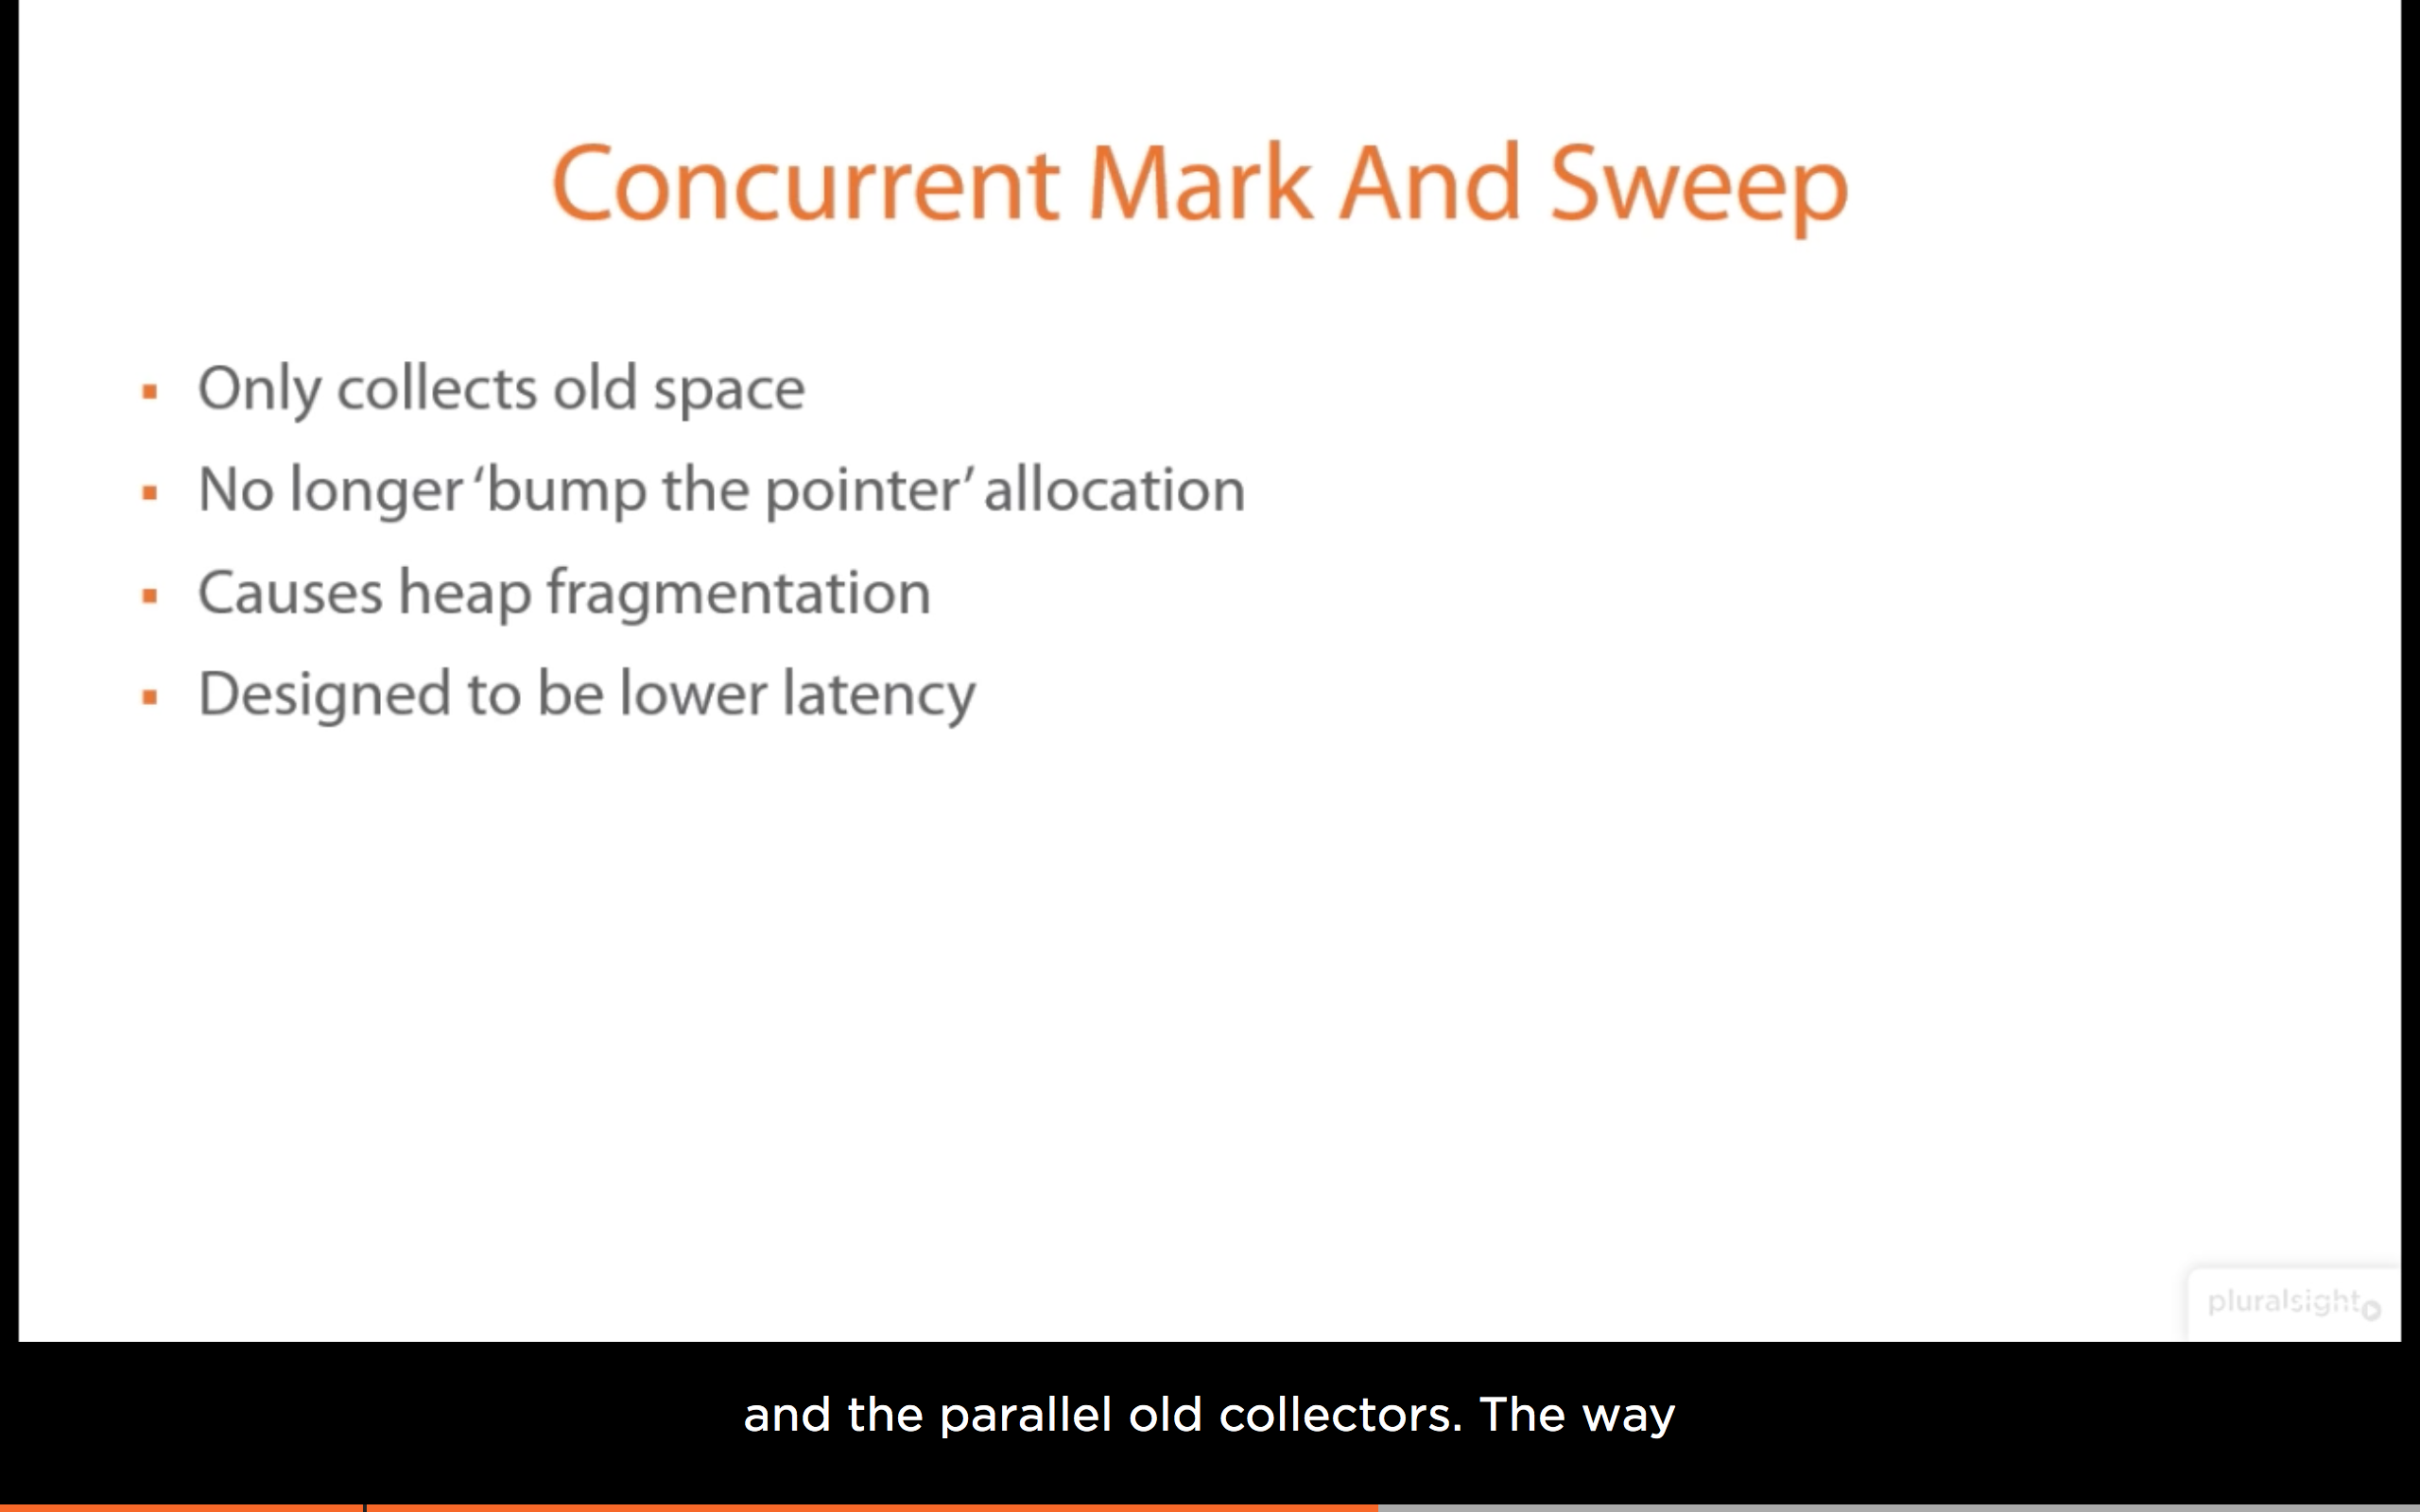 Concurrent Mark And Sweep
Only collects old space
No longer ‘bump the pointer’ allocation
Causes heap fragmentation
Designed to be lower latency
pluralsight
and the parallel old collectors. The way